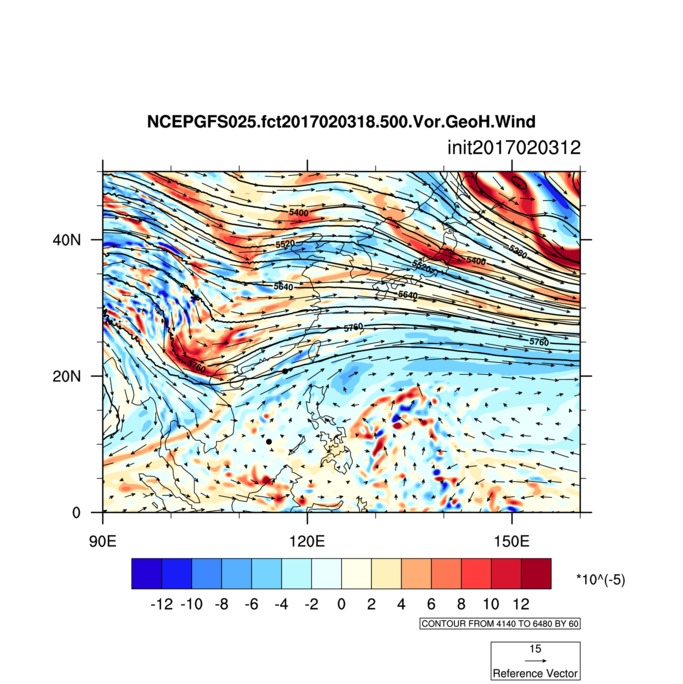 NCEPGFS025.fct2017020318.500.Vor.GeoH.Wind
init2017020312
5400
5520
5640
5760
5760
5200
5400
5640
5760
40N
20N
0
90E
120E
150E
-12 -10 -8 -6 -4 -2 0 2 4 6 8 10 12
*10^(-5)
CONTOUR FROM 4140 TO 6480 BY 60
15
Reference Vector